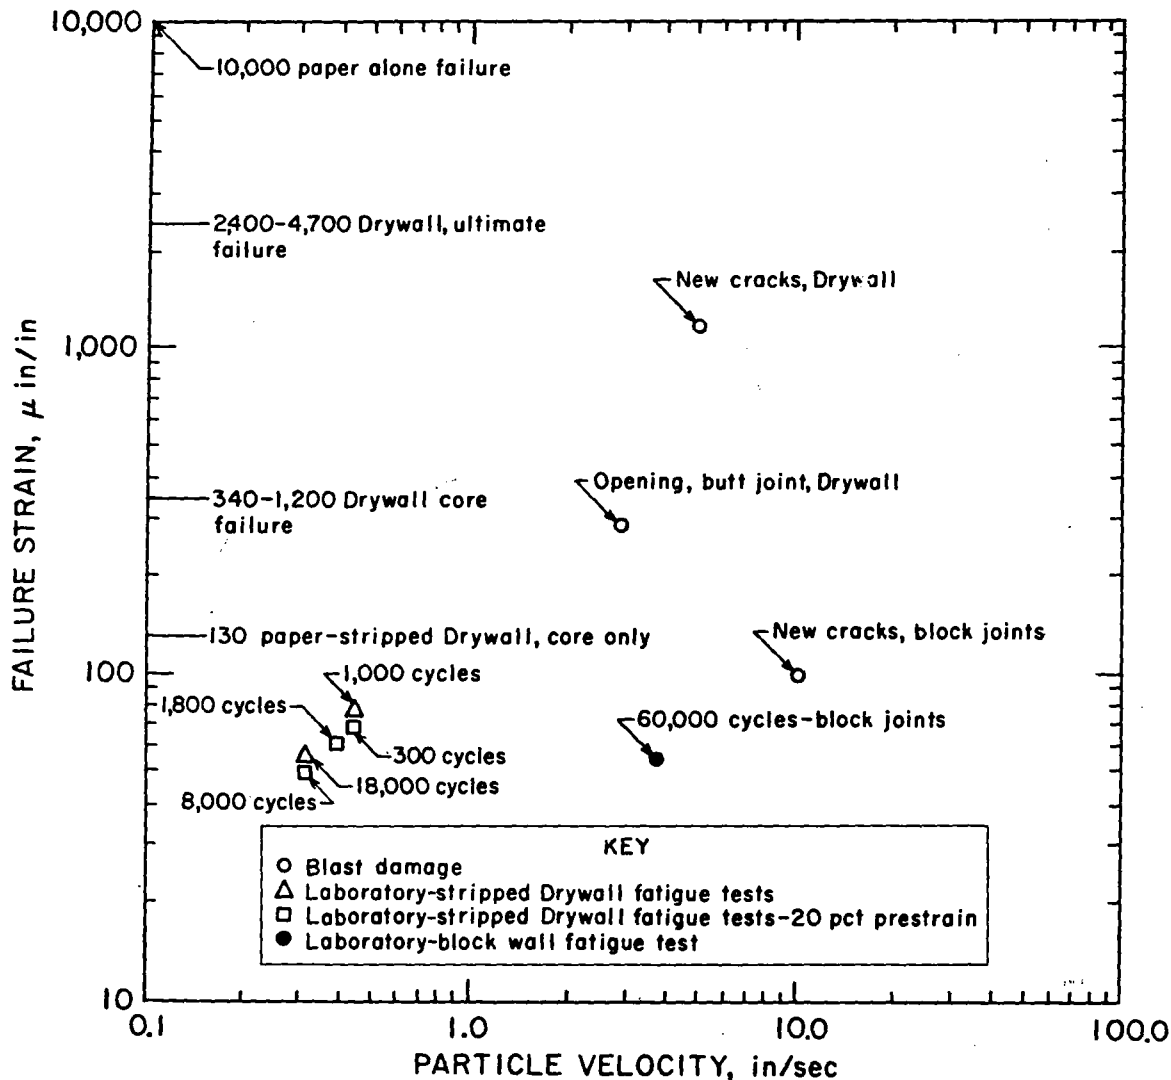 10,000
10,000 paper alone failure
2,400-4,700 Drywall, ultimate
failure
New cracks, Drywall
1,000
Opening, butt joint, Drywall
340-1,200 Drywall core
failure
130 paper-stripped Drywall, core only
New cracks, block joints
100
1,000 cycles
1,800 cycles
60,000 cycles-block joints
300 cycles
18,000 cycles
8,000 cycles
KEY
Blast damage
Laboratory-stripped Drywall fatigue tests
Laboratory-stripped Drywall fatigue tests-20 pct prestrain
Laboratory-block wall fatigue test
10
0.1
1.0
10.0
100.0
PARTICLE VELOCITY, in/sec
FAILURE STRAIN, μ in/in